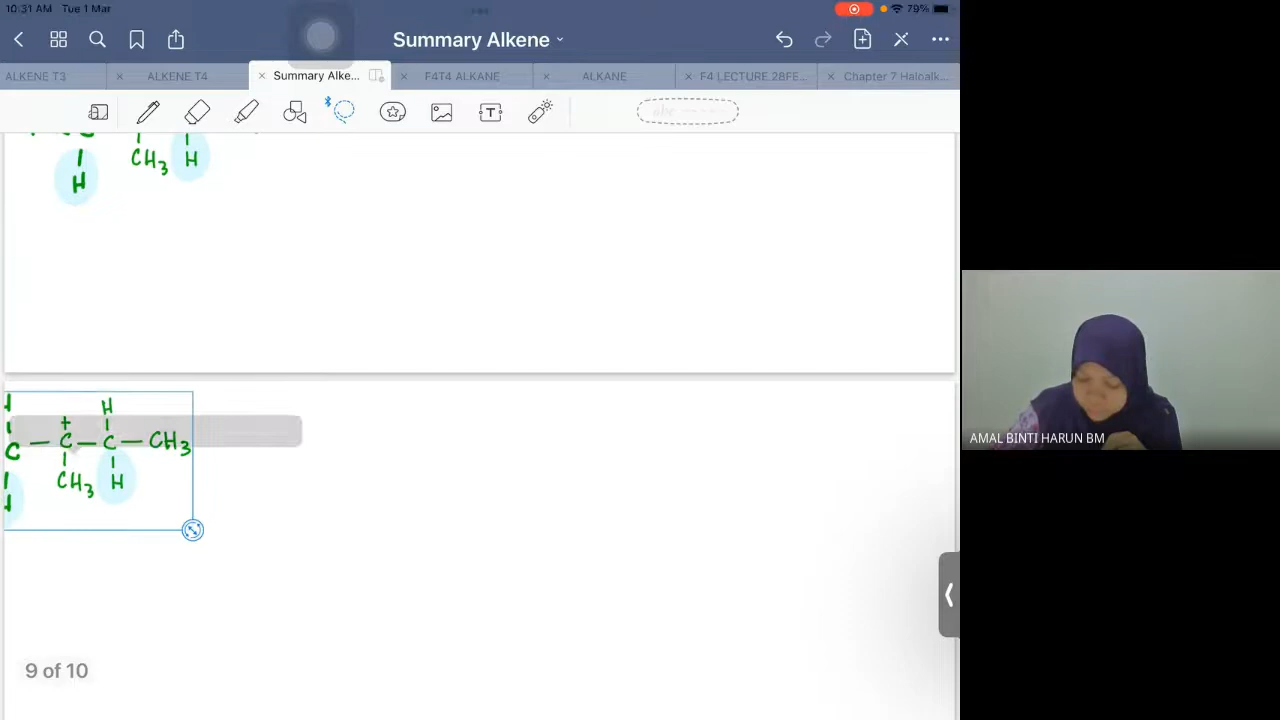 10:31 AM Tue 1 Mar
79%
Summary Alkene
ALKENE T3
ALKENE T4
Summary Alke...
F4T4 ALKANE
ALKANE
F4 LECTURE 28FE...
Chapter 7 Haloalk...
CH3 H
H
H H
+
C — C — C — CH3
CH3 H
H
AMAL BINTI HARUN BM
9 of 10